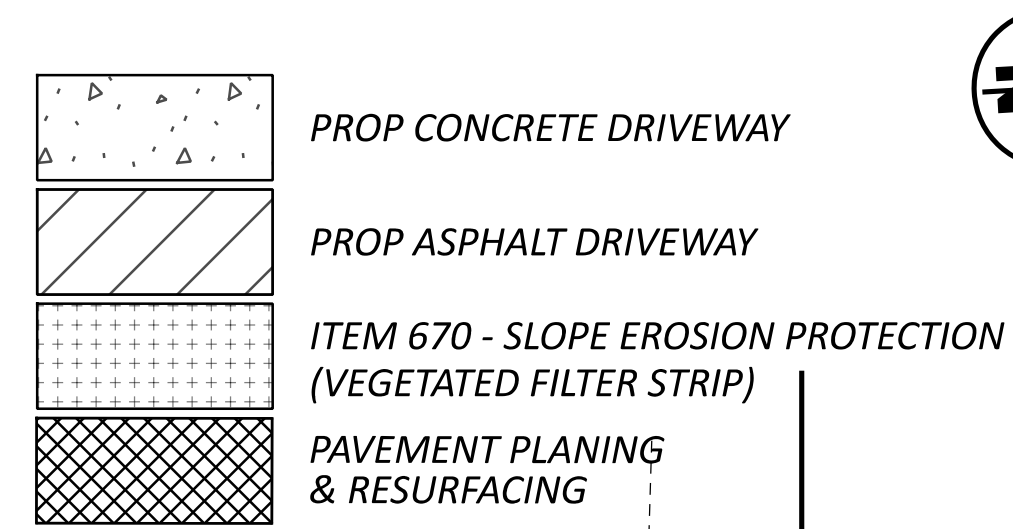 PROP CONCRETE DRIVEWAY
PROP ASPHALT DRIVEWAY
ITEM 670 - SLOPE EROSION PROTECTION
(VEGETATED FILTER STRIP)
PAVEMENT PLANING
& RESURFACING